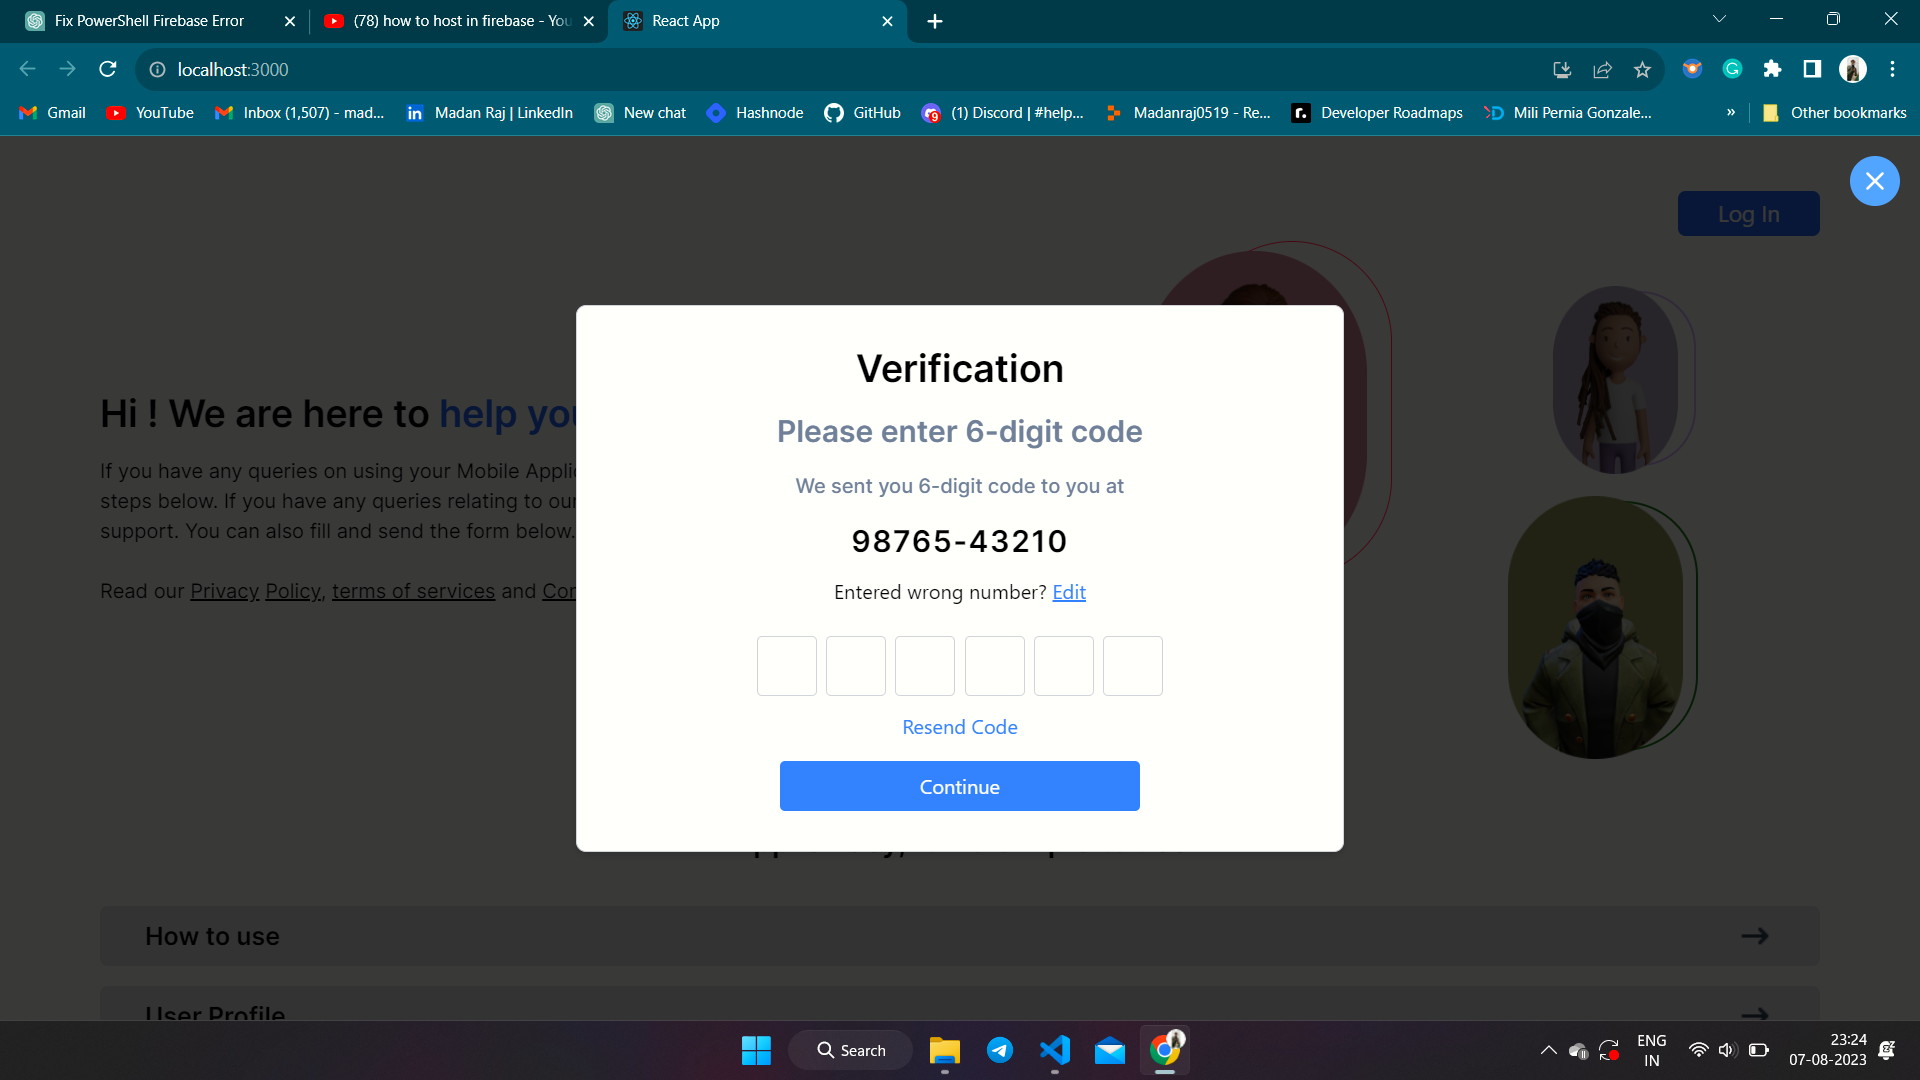 Fix PowerShell Firebase Error
(78) how to host in firebase - You
React App
localhost:3000
Gmail
YouTube
Inbox (1,507) - mad...
Madan Raj | LinkedIn
New chat
Hashnode
GitHub
(1) Discord | #help...
Madanraj0519 - Re...
Developer Roadmaps
Mili Pernia Gonzale...
»
Other bookmarks
Log In
Verification
Please enter 6-digit code
We sent you 6-digit code to you at
98765-43210
Entered wrong number? Edit
Resend Code
Continue
Hi ! We are here to help you
If you have any queries on using your Mobile Applic
steps below. If you have any queries relating to our
support. You can also fill and send the form below.
Read our Privacy Policy, terms of services and Con
How to use
User Profile
Search
ENG
IN
23:24
07-08-2023